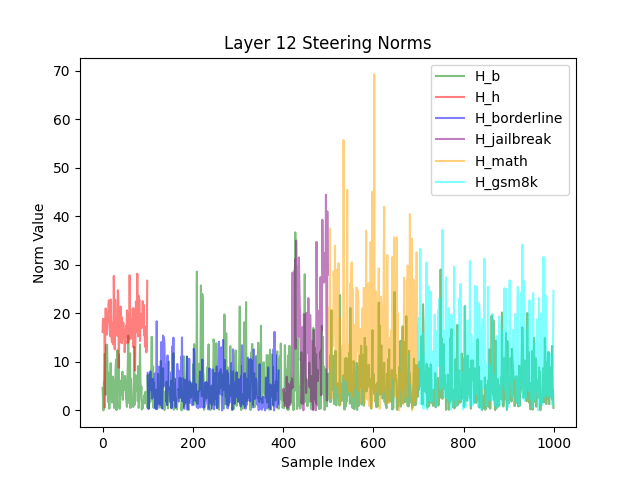 Layer 12 Steering Norms
70
60
50
40
30
20
10
0
Norm Value
H_b
H_h
H_borderline
H_jailbreak
H_math
H_gsm8k
0
200
400
600
800
1000
Sample Index